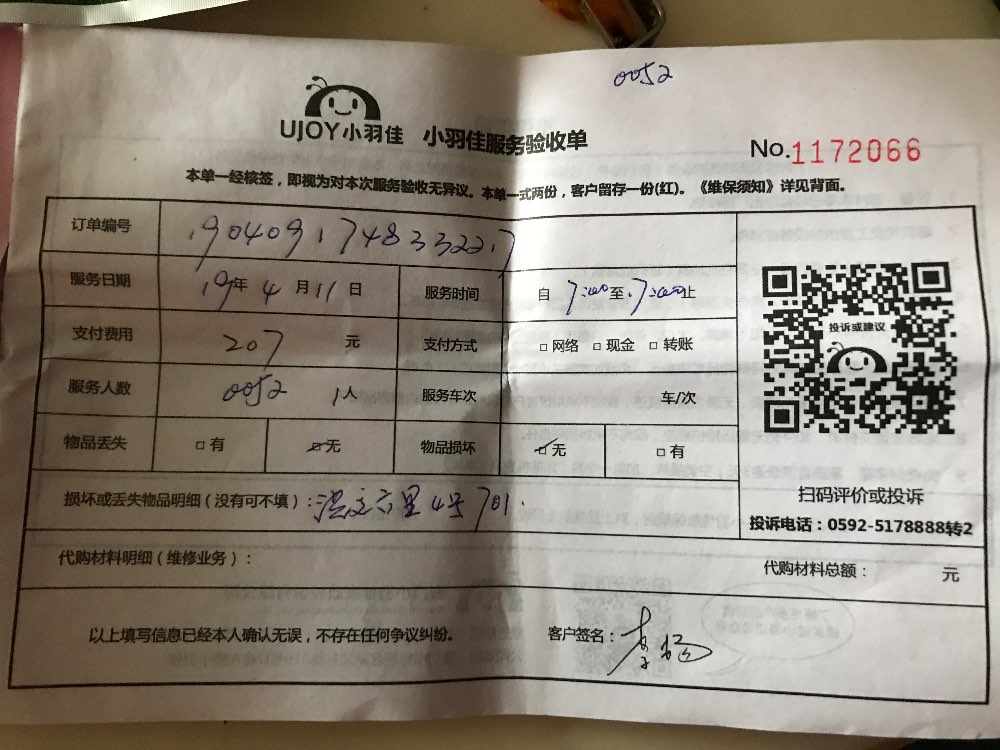 0052
UJOY小羽佳 小羽佳服务验收单
No.1172066
本单一经核签，即视为对本次服务验收无异议。本单一式两份，客户留存一份(红)。《维保须知》详见背面。
订单编号 190409174833227
服务日期 19年 4 月 11 日 服务时间 自 至 止
支付费用 207 元 支付方式 □ 网络 □ 现金 □ 转账
服务人数 0052 1人 服务车次 车/次
物品丢失 □ 有 □ 无 物品损坏 □ 无 □ 有
损坏或丢失物品明细（没有可不填）：洪文六里4号701.
代购材料明细（维修业务）：
代购材料总额： 元
以上填写信息已经本人确认无误，不存在任何争议纠纷。 客户签名：
投诉或建议
扫码评价或投诉
投诉电话：0592-5178888转2